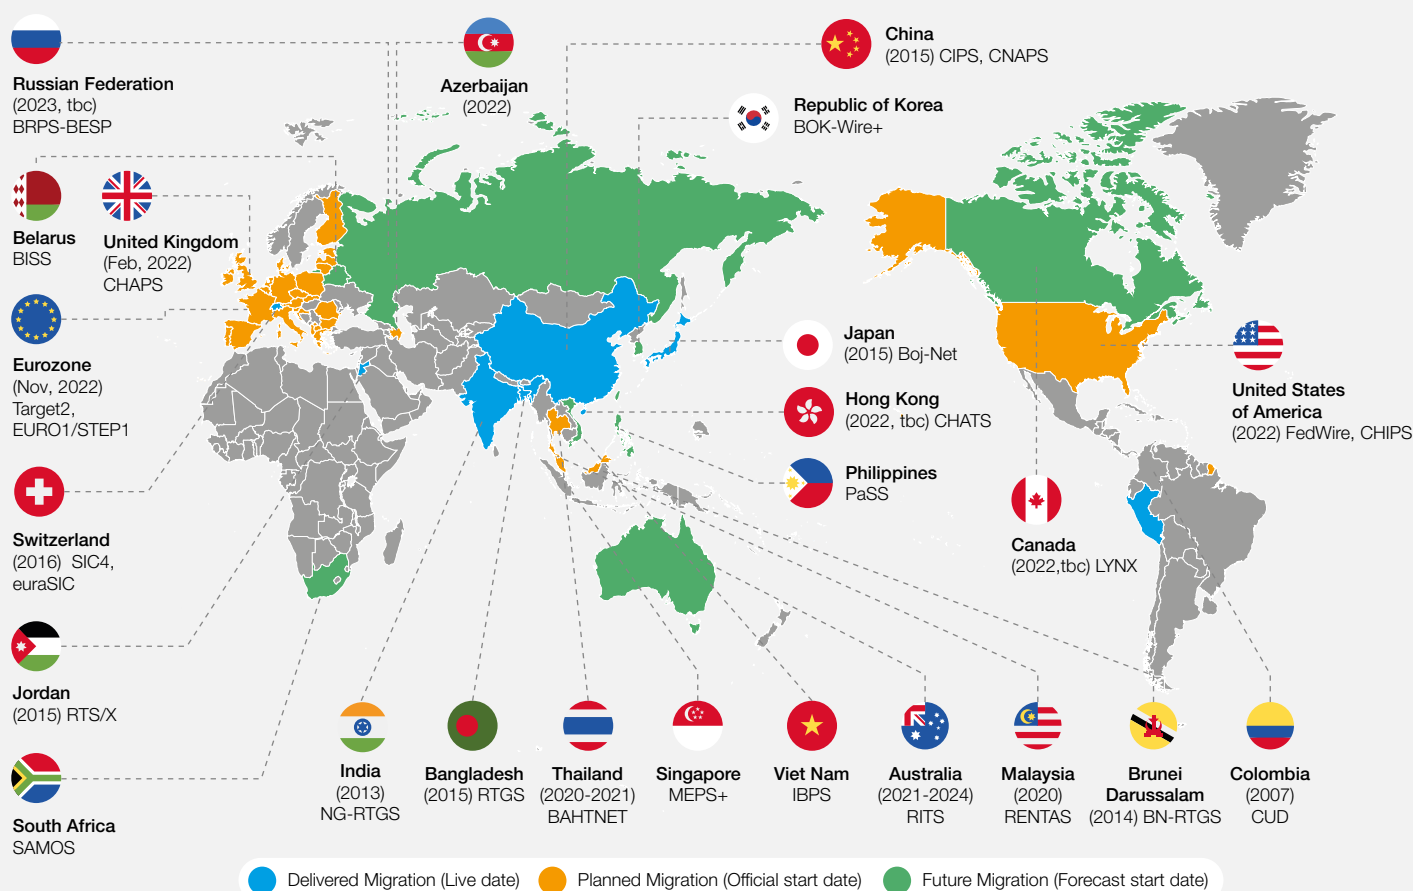 Russian Federation
(2023, tbc)
BRPS-BESP
Azerbaijan
(2022)
China
(2015) CIPS, CNAPS
Republic of Korea
BOK-Wire+
Belarus
BISS
United Kingdom
(Feb, 2022)
CHAPS
Eurozone
(Nov, 2022)
Target2,
EURO1/STEP1
Japan
(2015) Boj-Net
Hong Kong
(2022, tbc) CHATS
Philippines
PaSS
United States
of America
(2022) FedWire, CHIPS
Canada
(2022,tbc) LYNX
Switzerland
(2016) SIC4,
euraSIC
Jordan
(2015) RTS/X
South Africa
SAMOS
India
(2013)
NG-RTGS
Bangladesh
(2015) RTGS
Thailand
(2020-2021)
BAHTNET
Singapore
MEPS+
Viet Nam
IBPS
Australia
(2021-2024)
RITS
Malaysia
(2020)
RENTAS
Brunei
Darussalam
(2014) BN-RTGS
Colombia
(2007)
CUD
Delivered Migration (Live date)
Planned Migration (Official start date)
Future Migration (Forecast start date)